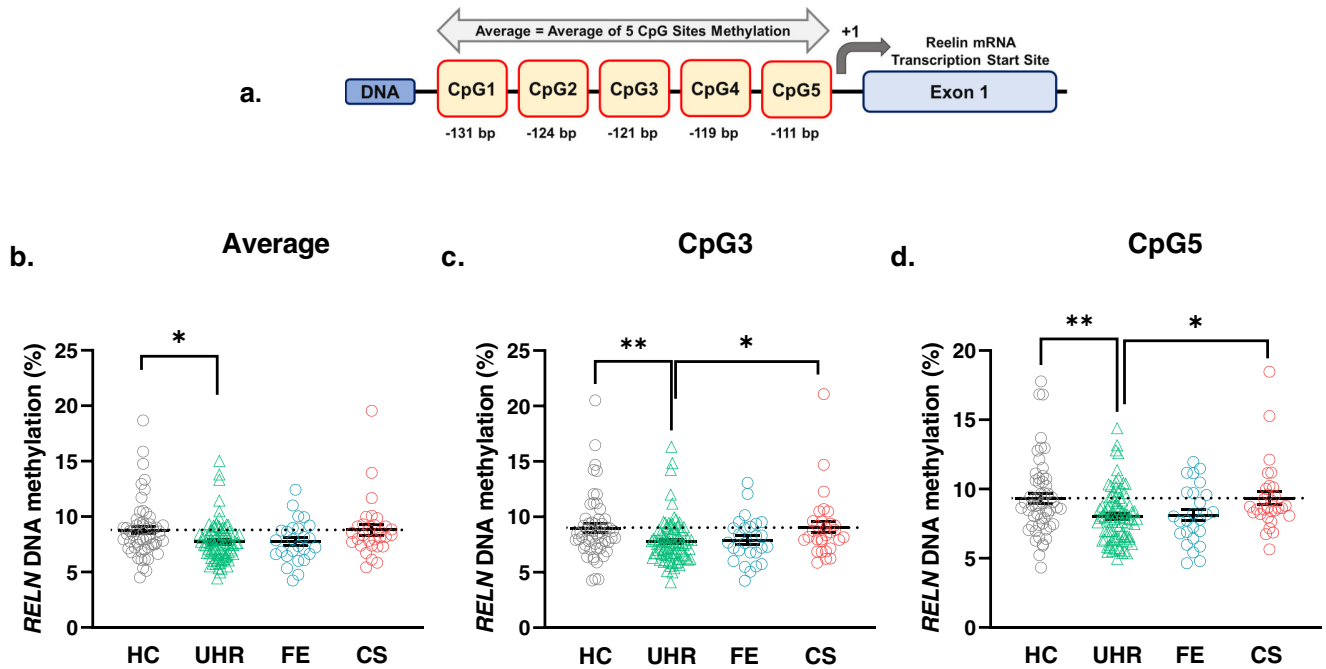 a.
Average = Average of 5 CpG Sites Methylation
+1
Reelin mRNA
Transcription Start Site
DNA
CpG1
CpG2
CpG3
CpG4
CpG5
Exon 1
-131 bp
-124 bp
-121 bp
-119 bp
-111 bp
b.
Average
RELN DNA methylation (%)
25
20
15
10
5
0
*
HC
UHR
FE
CS
c.
CpG3
RELN DNA methylation (%)
25
20
15
10
5
0
**
*
HC
UHR
FE
CS
d.
CpG5
RELN DNA methylation (%)
20
15
10
5
0
**
*
HC
UHR
FE
CS